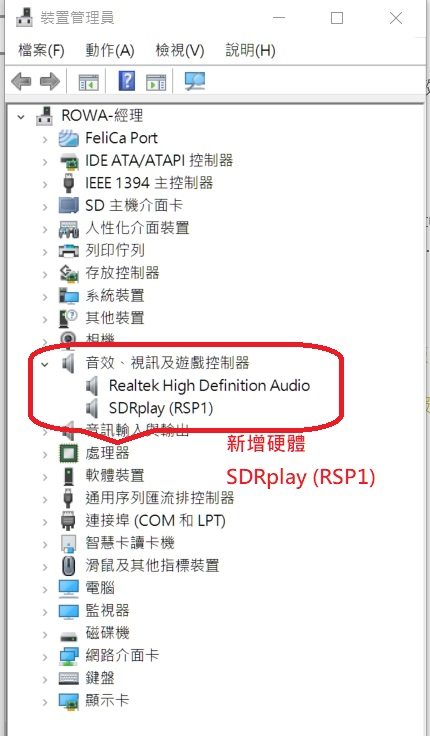 裝置管理員
檔案(F) 動作(A) 檢視(V) 說明(H)
ROWA-經理
FeliCa Port
IDE ATA/ATAPI 控制器
IEEE 1394 主控制器
SD 主機介面卡
人性化介面裝置
列印佇列
存放控制器
系統裝置
其他裝置
相機
音效、視訊及遊戲控制器
Realtek High Definition Audio
SDRplay (RSP1)
音訊輸入與輸出
新增硬體
處理器
SDRplay (RSP1)
軟體裝置
通用序列匯流排控制器
連接埠 (COM 和 LPT)
智慧卡讀卡機
滑鼠及其他指標裝置
電腦
監視器
磁碟機
網路介面卡
鍵盤
顯示卡